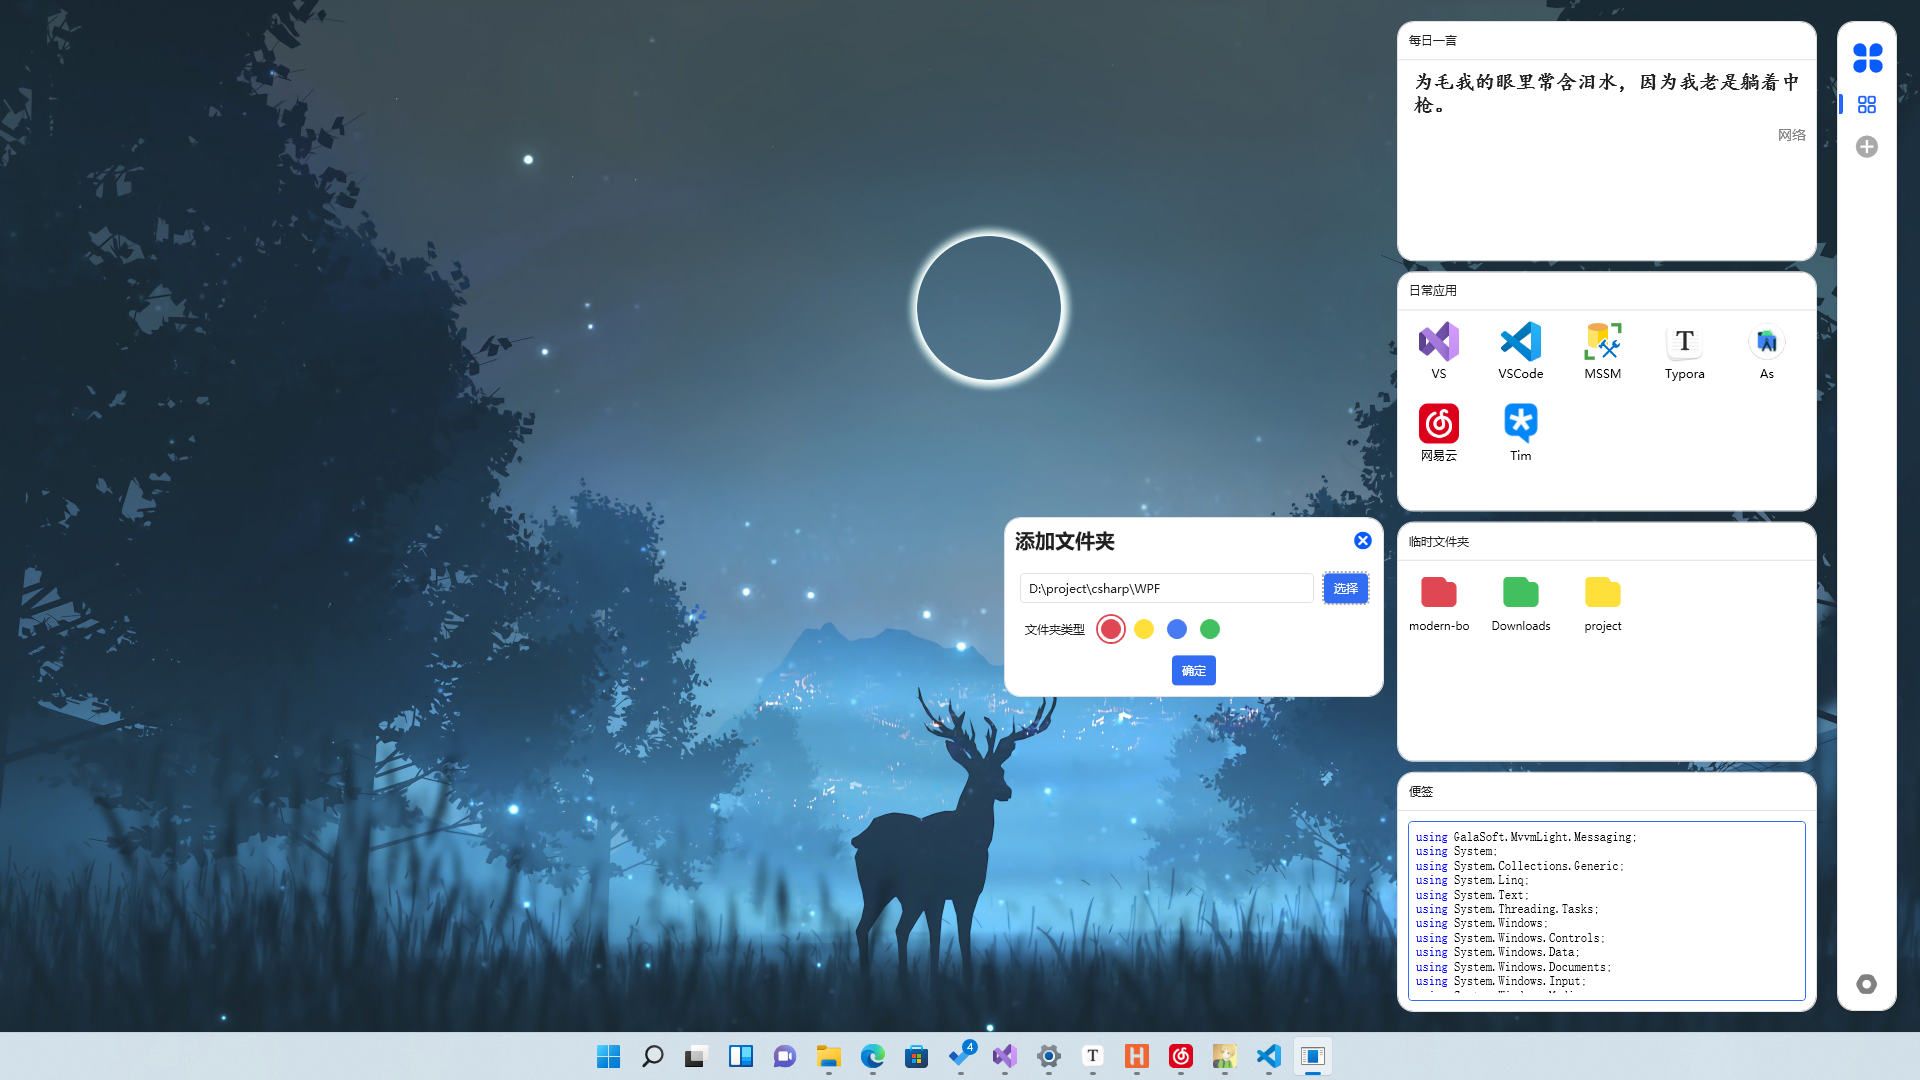 每日一言
为毛我的眼里常含泪水，因为我老是躺着中
枪。
网络
日常应用
VS
VSCode
MSSM
Typora
As
网易云
Tim
添加文件夹
D:\project\csharp\WPF
选择
文件夹类型
确定
临时文件夹
modern-bo
Downloads
project
便签
using GalaSoft.MvvmLight.Messaging;
using System;
using System.Collections.Generic;
using System.Linq;
using System.Text;
using System.Threading.Tasks;
using System.Windows;
using System.Windows.Controls;
using System.Windows.Data;
using System.Windows.Documents;
using System.Windows.Input;
4